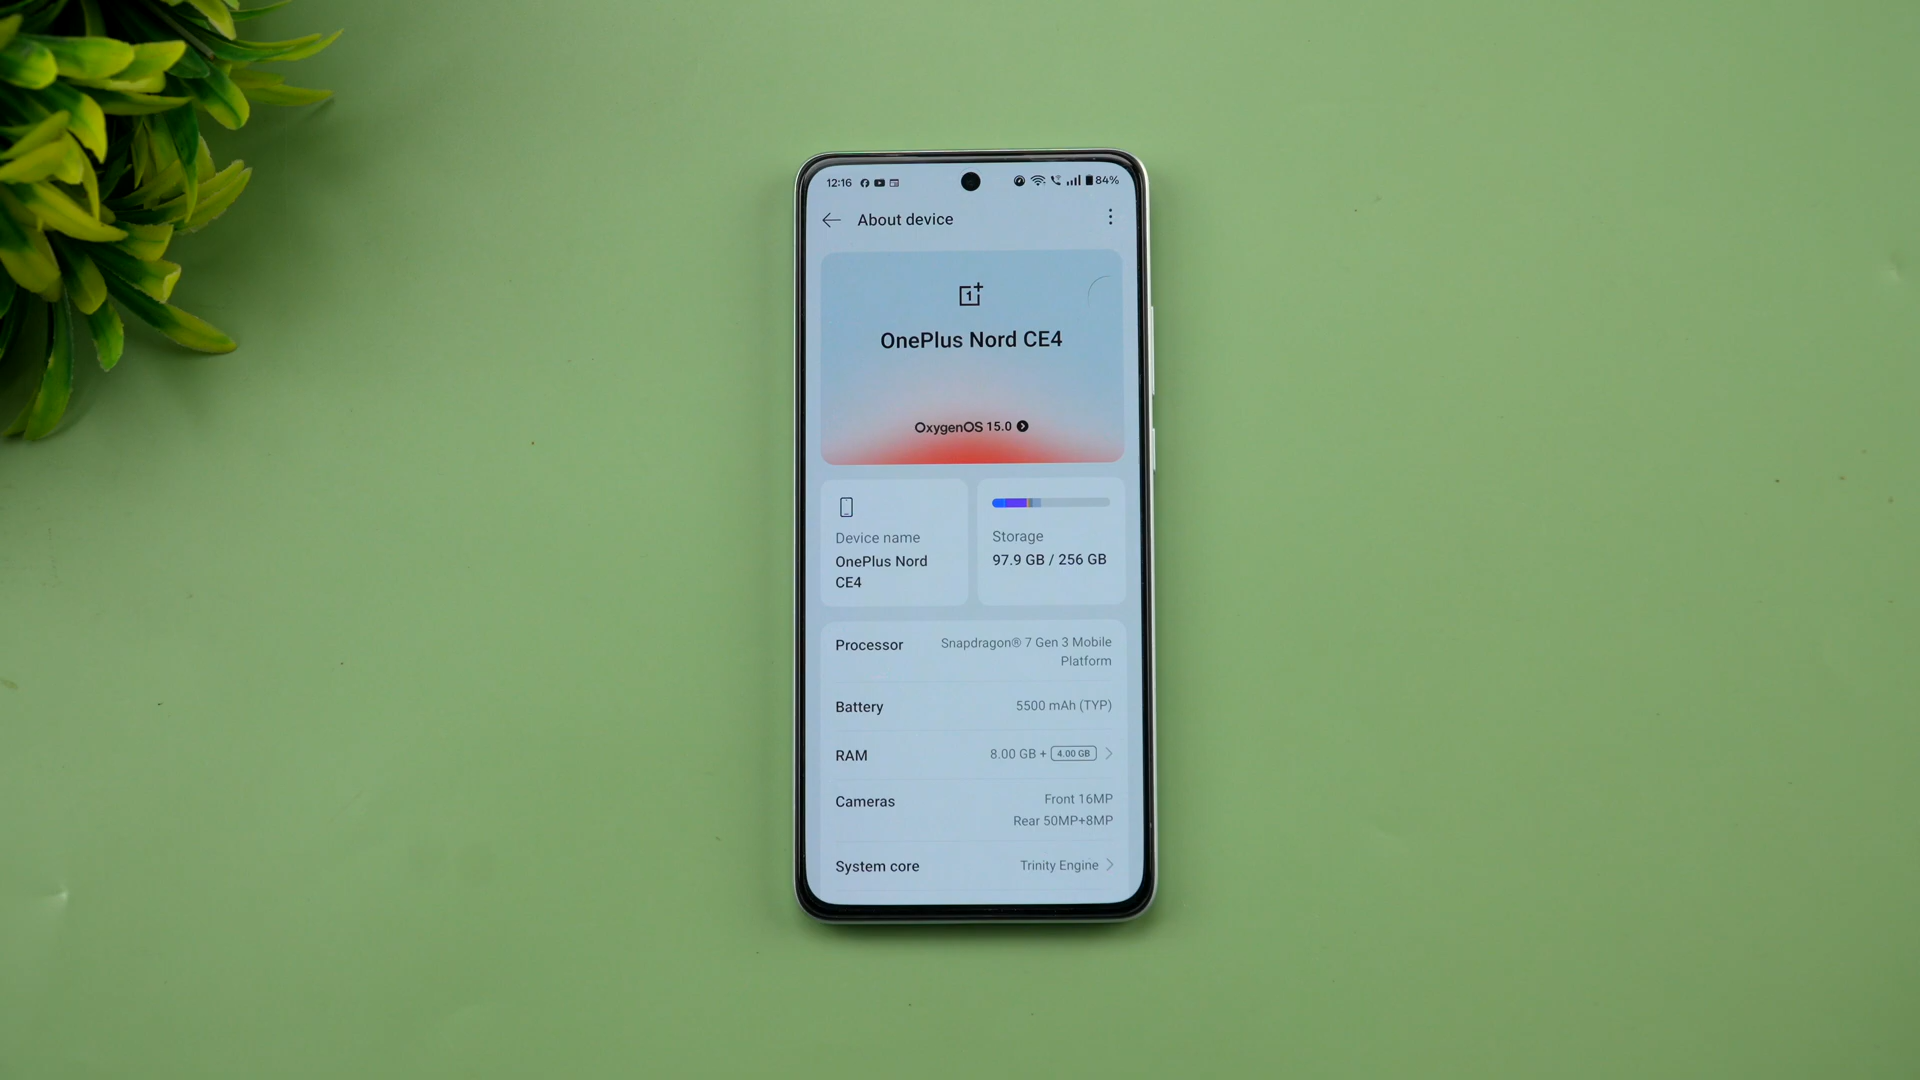 12:16 84%
About device
OnePlus Nord CE4
OxygenOS 15.0
Device name
OnePlus Nord
CE4
Storage
97.9 GB / 256 GB
Processor Snapdragon® 7 Gen 3 Mobile
Platform
Battery 5500 mAh (TYP)
RAM 8.00 GB + 4.00 GB
Cameras Front 16MP
Rear 50MP+8MP
System core Trinity Engine